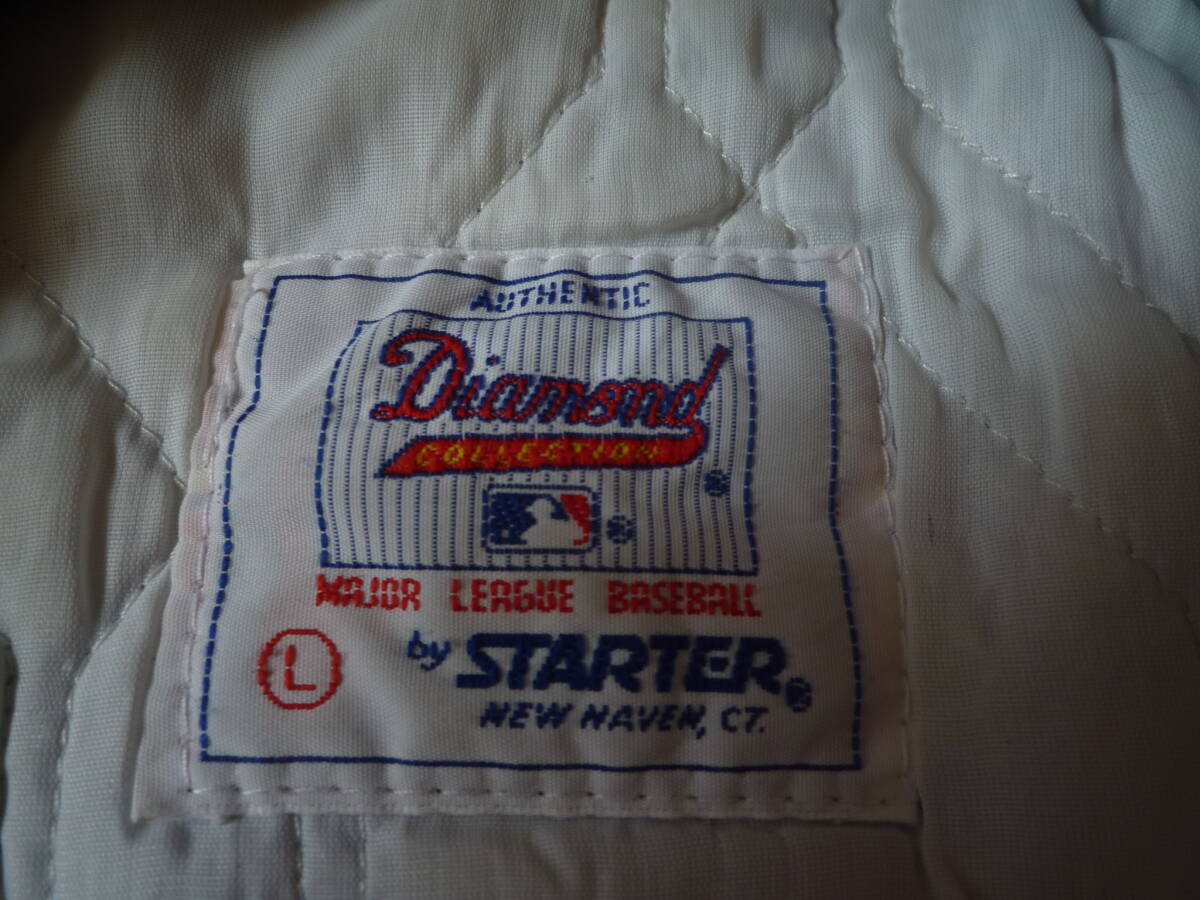 AUTHENTIC
Diamond
COLLECTION
®
®
MAJOR LEAGUE BASEBALL
L
by STARTER®
NEW HAVEN, CT.